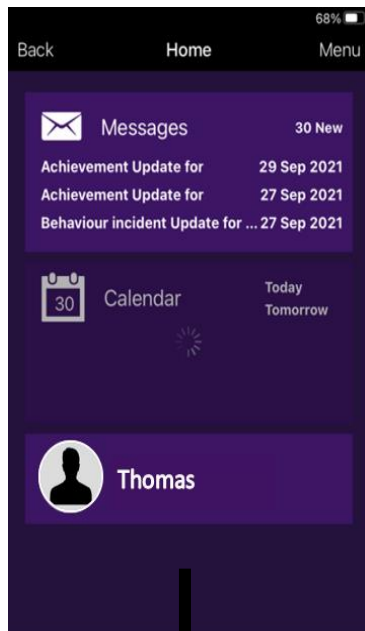 68%
Back Home Menu
Messages 30 New
Achievement Update for 29 Sep 2021
Achievement Update for 27 Sep 2021
Behaviour incident Update for ... 27 Sep 2021
30 Calendar Today
Tomorrow
Thomas